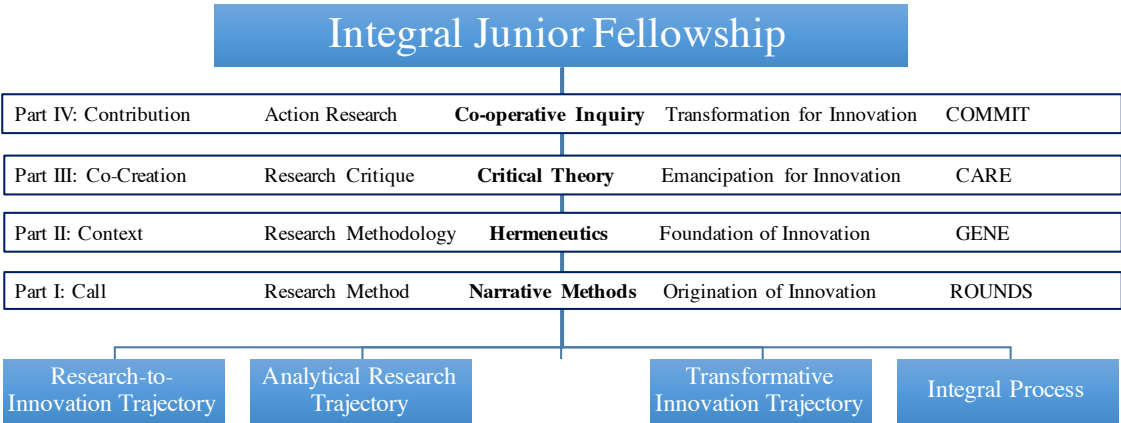 Integral Junior Fellowship
Part IV: Contribution Action Research Co-operative Inquiry Transformation for Innovation COMMIT
Part III: Co-Creation Research Critique Critical Theory Emancipation for Innovation CARE
Part II: Context Research Methodology Hermeneutics Foundation of Innovation GENE
Part I: Call Research Method Narrative Methods Origination of Innovation ROUNDS
Research-to-
Innovation Trajectory
Analytical Research
Trajectory
Transformative
Innovation Trajectory
Integral Process